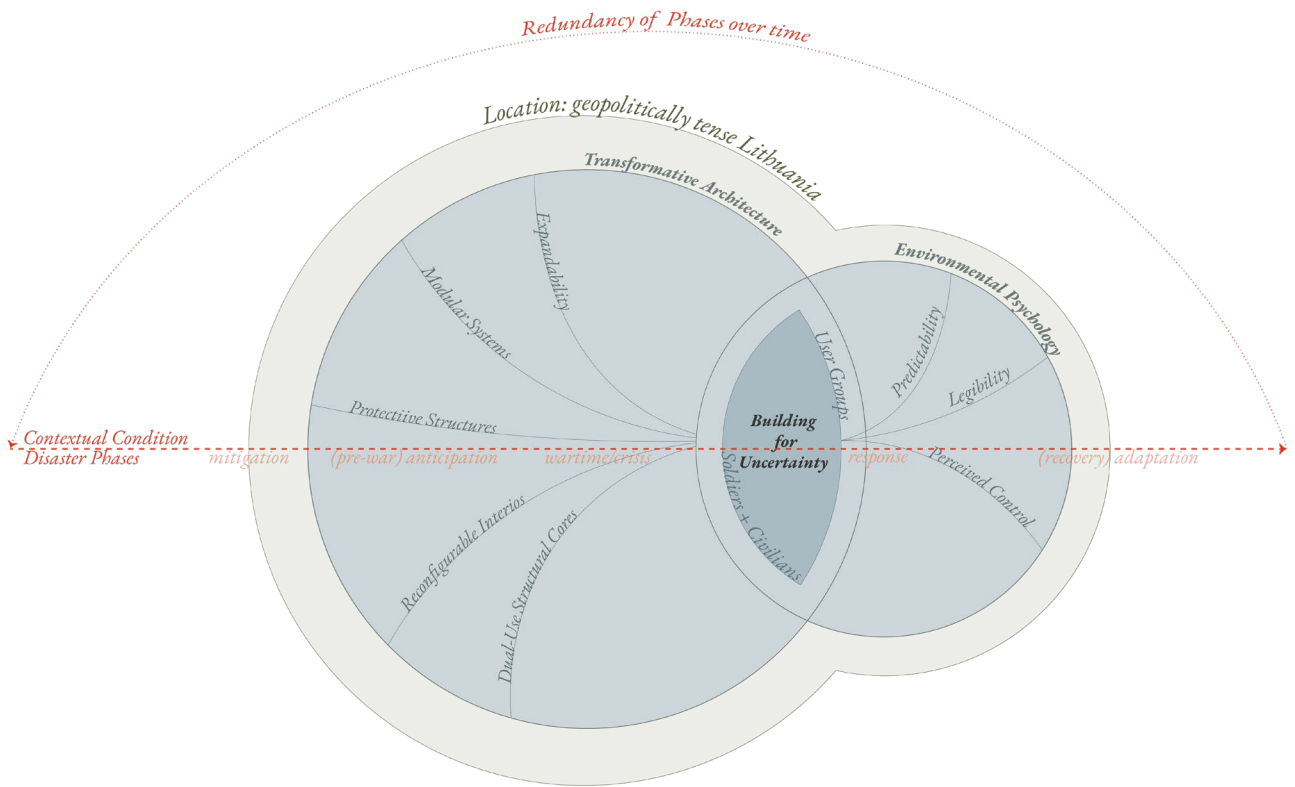 Redundancy of Phases over time
Location: geopolitically tense Lithuania
Transformative Architecture
Environmental Psychology
Expandability
Modular Systems
Protectiive Structures
Reconfigurable Interios
Dual-Use Structural Cores
User Groups
Building
for
Uncertainty
Soldiers + Civilians
Predictability
Legibility
Perceived Control
Contextual Condition
Disaster Phases
mitigation
(pre-war) anticipation
wartime/crisis
response
(recovery) adaptation